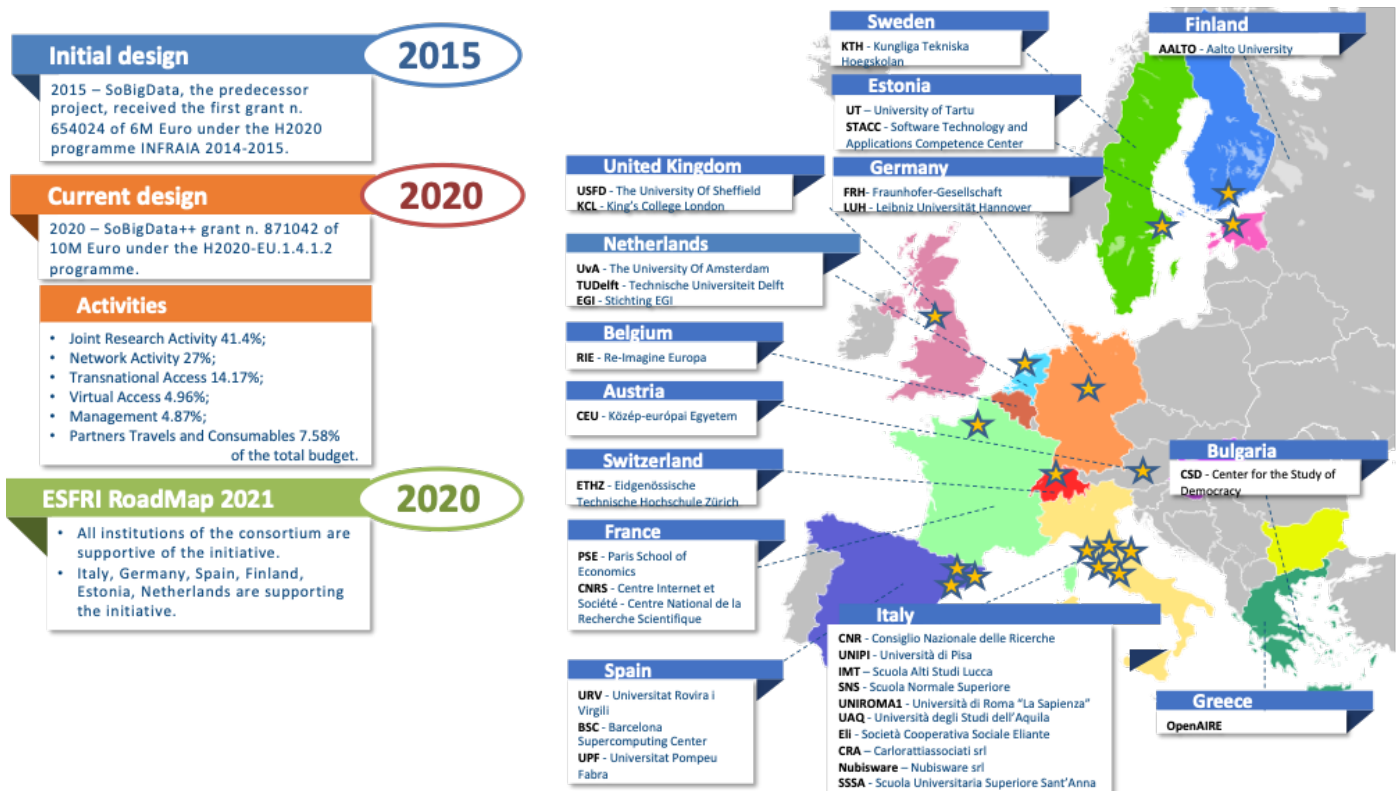 Initial design
2015
2015 – SoBigData, the predecessor
project, received the first grant n.
654024 of 6M Euro under the H2020
programme INFRAIA 2014-2015.
Current design
2020
2020 – SoBigData++ grant n. 871042 of
10M Euro under the H2020-EU.1.4.1.2
programme.
Activities
• Joint Research Activity 41.4%;
• Network Activity 27%;
• Transnational Access 14.17%;
• Virtual Access 4.96%;
• Management 4.87%;
• Partners Travels and Consumables 7.58%
of the total budget.
ESFRI RoadMap 2021
2020
• All institutions of the consortium are
supportive of the initiative.
• Italy, Germany, Spain, Finland,
Estonia, Netherlands are supporting
the initiative.
Sweden
KTH - Kungliga Tekniska
Hoegskolan
Finland
AALTO - Aalto University
Estonia
UT – University of Tartu
STACC - Software Technology and
Applications Competence Center
United Kingdom
USFD - The University Of Sheffield
KCL - King's College London
Germany
FRH- Fraunhofer-Gesellschaft
LUH - Leibniz Universität Hannover
Netherlands
UvA - The University Of Amsterdam
TUDelft - Technische Universiteit Delft
EGI - Stichting EGI
Belgium
RIE - Re-Imagine Europa
Austria
CEU - Közép-európai Egyetem
Switzerland
ETHZ - Eidgenössische
Technische Hochschule Zürich
France
PSE - Paris School of
Economics
CNRS - Centre Internet et
Société - Centre National de la
Recherche Scientifique
Spain
URV - Universitat Rovira i
Virgili
BSC - Barcelona
Supercomputing Center
UPF - Universitat Pompeu
Fabra
Bulgaria
CSD - Center for the Study of
Democracy
Italy
CNR - Consiglio Nazionale delle Ricerche
UNIPI - Università di Pisa
IMT – Scuola Alti Studi Lucca
SNS - Scuola Normale Superiore
UNIROMA1 - Università di Roma "La Sapienza"
UAQ - Università degli Studi dell'Aquila
Eli - Società Cooperativa Sociale Eliante
CRA – Carlorattiassociati srl
Nubisware – Nubisware srl
SSSA - Scuola Universitaria Superiore Sant'Anna
Greece
OpenAIRE